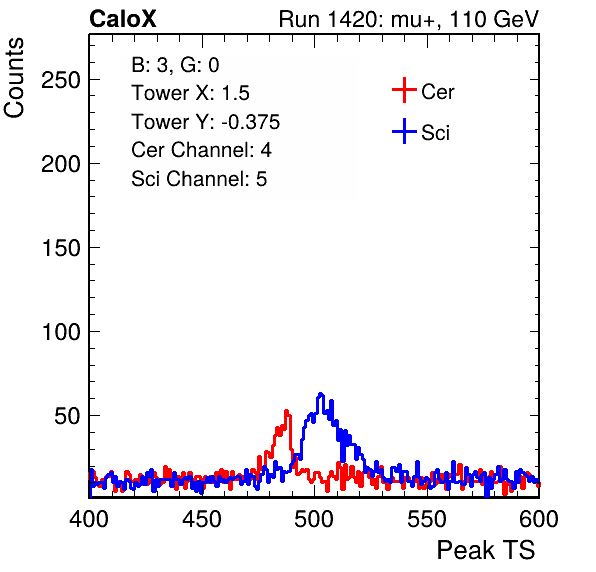 CaloX Run 1420: mu+, 110 GeV
Counts
B: 3, G: 0
Tower X: 1.5
Tower Y: -0.375
Cer Channel: 4
Sci Channel: 5
Cer
Sci
250
200
150
100
50
400 450 500 550 600
Peak TS